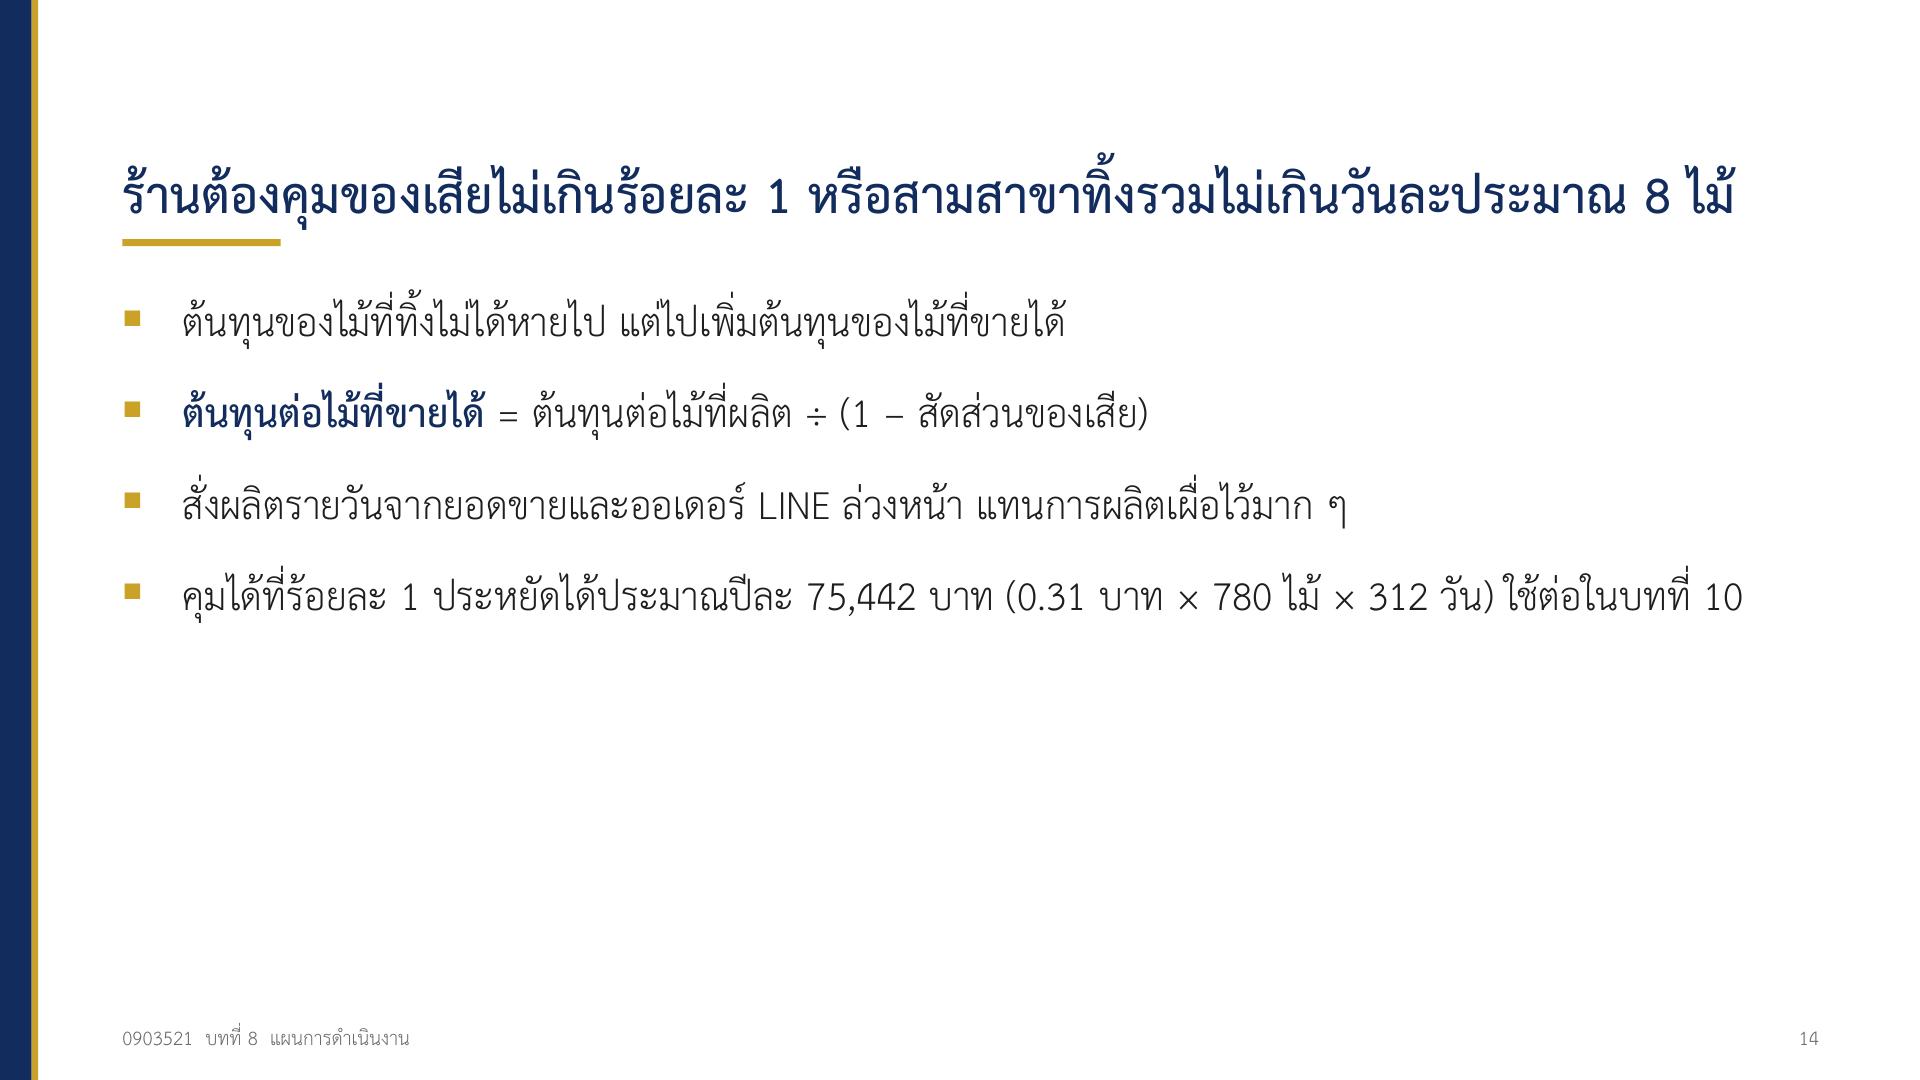 ร้านต้องคุมของเสียไม่เกินร้อยละ 1 หรือสามสาขาทิ้งรวมไม่เกินวันละประมาณ 8 ไม้
ต้นทุนของไม้ที่ทิ้งไม่ได้หายไป แต่ไปเพิ่มต้นทุนของไม้ที่ขายได้
ต้นทุนต่อไม้ที่ขายได้ = ต้นทุนต่อไม้ที่ผลิต ÷ (1 – สัดส่วนของเสีย)
สั่งผลิตรายวันจากยอดขายและออเดอร์ LINE ล่วงหน้า แทนการผลิตเผื่อไว้มาก ๆ
คุมได้ที่ร้อยละ 1 ประหยัดได้ประมาณปีละ 75,442 บาท (0.31 บาท × 780 ไม้ × 312 วัน) ใช้ต่อในบทที่ 10
0903521 บทที่ 8 แผนการดำเนินงาน
14